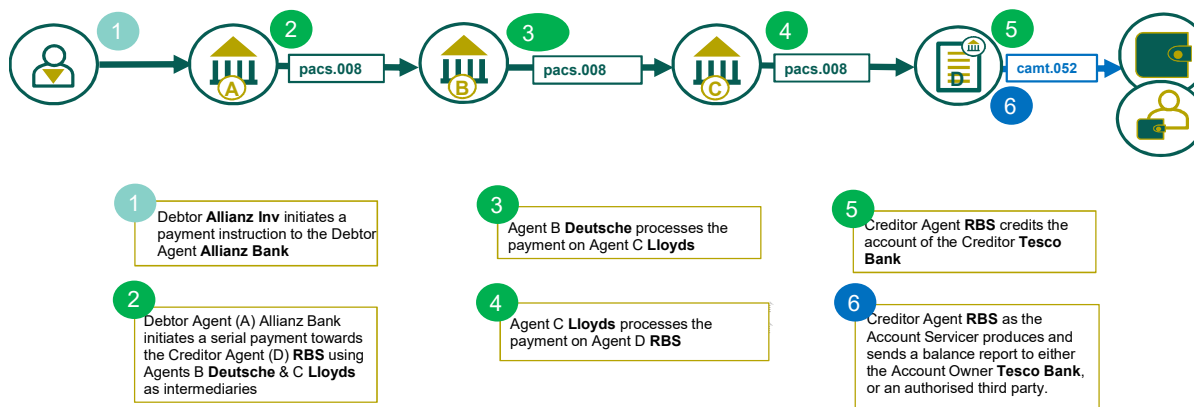 1
2
3
4
5
pacs.008
pacs.008
pacs.008
camt.052
A
B
C
D
6
1
Debtor Allianz Inv initiates a
payment instruction to the Debtor
Agent Allianz Bank
2
Debtor Agent (A) Allianz Bank
initiates a serial payment towards
the Creditor Agent (D) RBS using
Agents B Deutsche & C Lloyds
as intermediaries
3
Agent B Deutsche processes the
payment on Agent C Lloyds
4
Agent C Lloyds processes the
payment on Agent D RBS
5
Creditor Agent RBS credits the
account of the Creditor Tesco
Bank
6
Creditor Agent RBS as the
Account Servicer produces and
sends a balance report to either
the Account Owner Tesco Bank,
or an authorised third party.